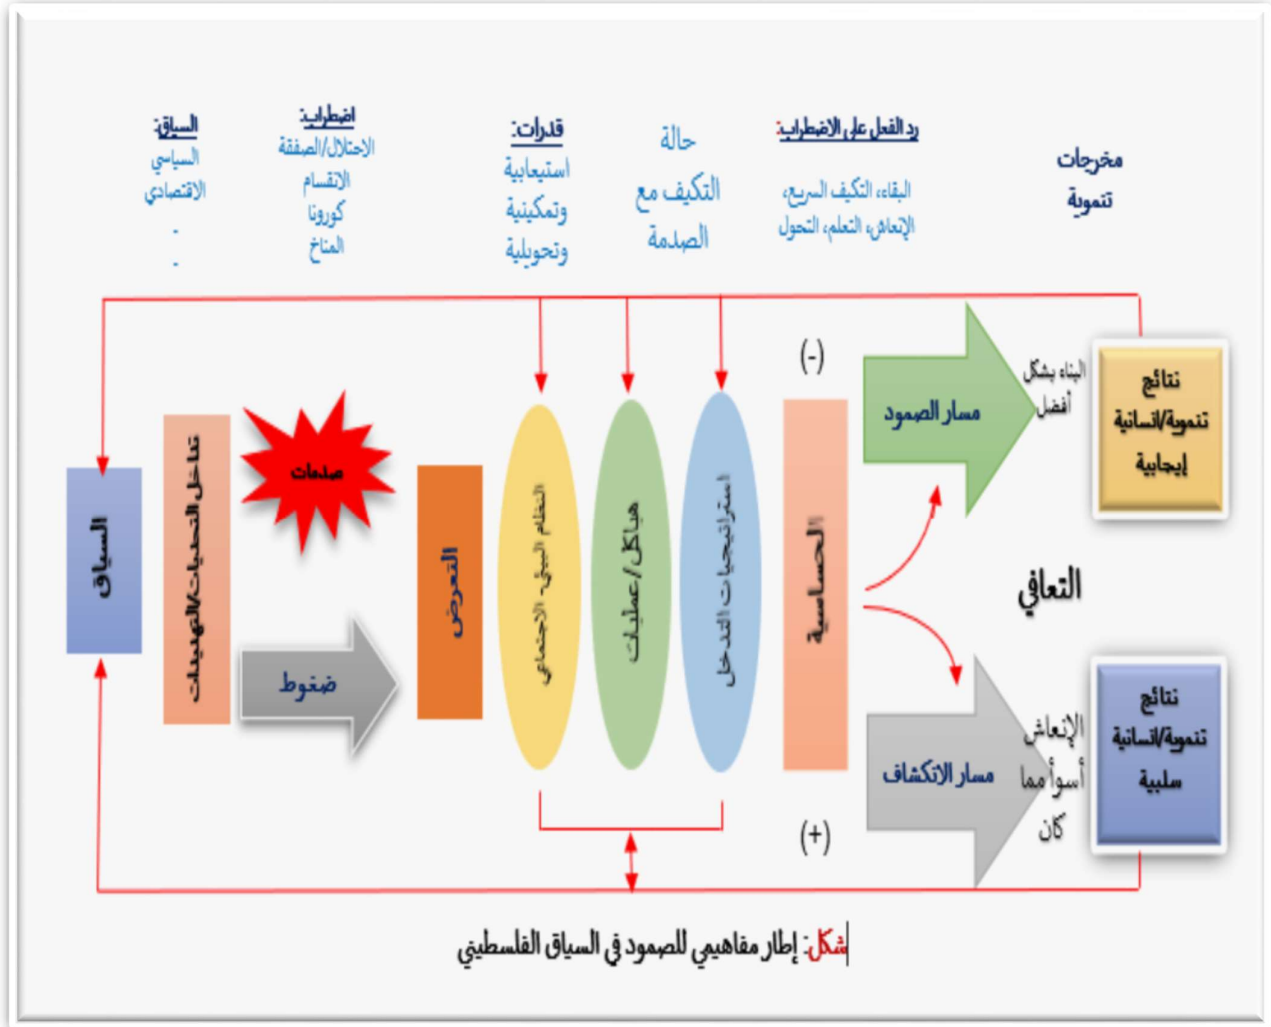 السياق:
السياسي
الاقتصادي
-
-
اضطراب:
الاحتلال/الصفقة
الانقسام
كورونا
المناخ
قدرات:
استيعابية
وتمكينية
وتحويلية
حالة
التكيف مع
الصدمة
رد الفعل على الاضطراب:
البقاء، التكيف السريع،
الإنعاش، التعلم، التحول
مخرجات
تنموية
السياق
تداخل التحديات/التهديدات
صدمات
ضغوط
التعرض
النظام البيئي- الاجتماعي
هياكل/عمليات
استراتيجيات التدخل
الحساسية
(-)
(+)
مسار الصمود
البناء بشكل
أفضل
نتائج
تنموية/انسانية
إيجابية
التعافي
مسار الانكشاف
الإنعاش
أسوأ مما
كان
نتائج
تنموية/انسانية
سلبية
شكل: إطار مفاهيمي للصمود في السياق الفلسطيني